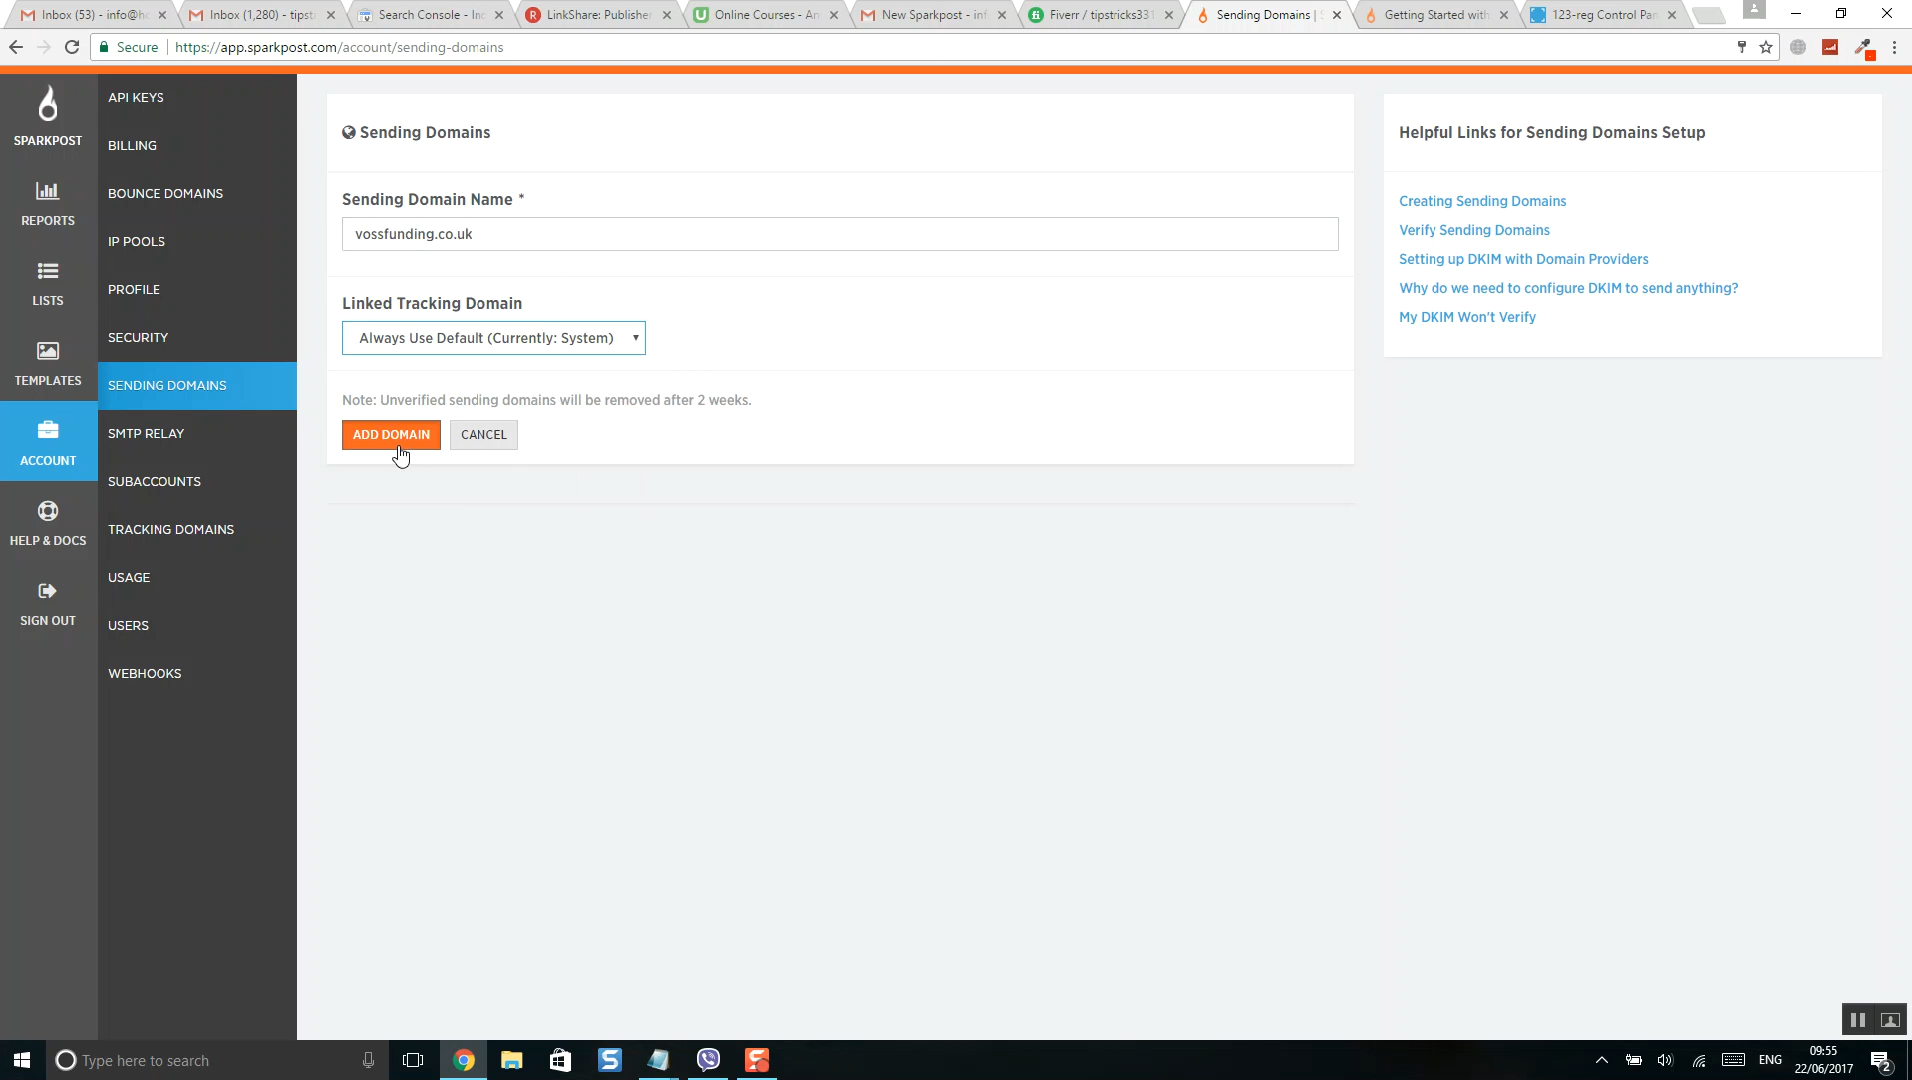 Inbox (53) - info@h
Inbox (1,280) - tipst
Search Console - In
LinkShare: Publisher
Online Courses - An
New Sparkpost - inf
Fiverr / tipstricks331
Sending Domains | S
Getting Started with
123-reg Control Pan
Secure
https://app.sparkpost.com/account/sending-domains
SPARKPOST
REPORTS
LISTS
TEMPLATES
ACCOUNT
HELP & DOCS
SIGN OUT
API KEYS
BILLING
BOUNCE DOMAINS
IP POOLS
PROFILE
SECURITY
SENDING DOMAINS
SMTP RELAY
SUBACCOUNTS
TRACKING DOMAINS
USAGE
USERS
WEBHOOKS
Sending Domains
Sending Domain Name *
vossfunding.co.uk
Linked Tracking Domain
Always Use Default (Currently: System)
Note: Unverified sending domains will be removed after 2 weeks.
ADD DOMAIN
CANCEL
Helpful Links for Sending Domains Setup
Creating Sending Domains
Verify Sending Domains
Setting up DKIM with Domain Providers
Why do we need to configure DKIM to send anything?
My DKIM Won't Verify
Type here to search
ENG
09:55
22/06/2017
2